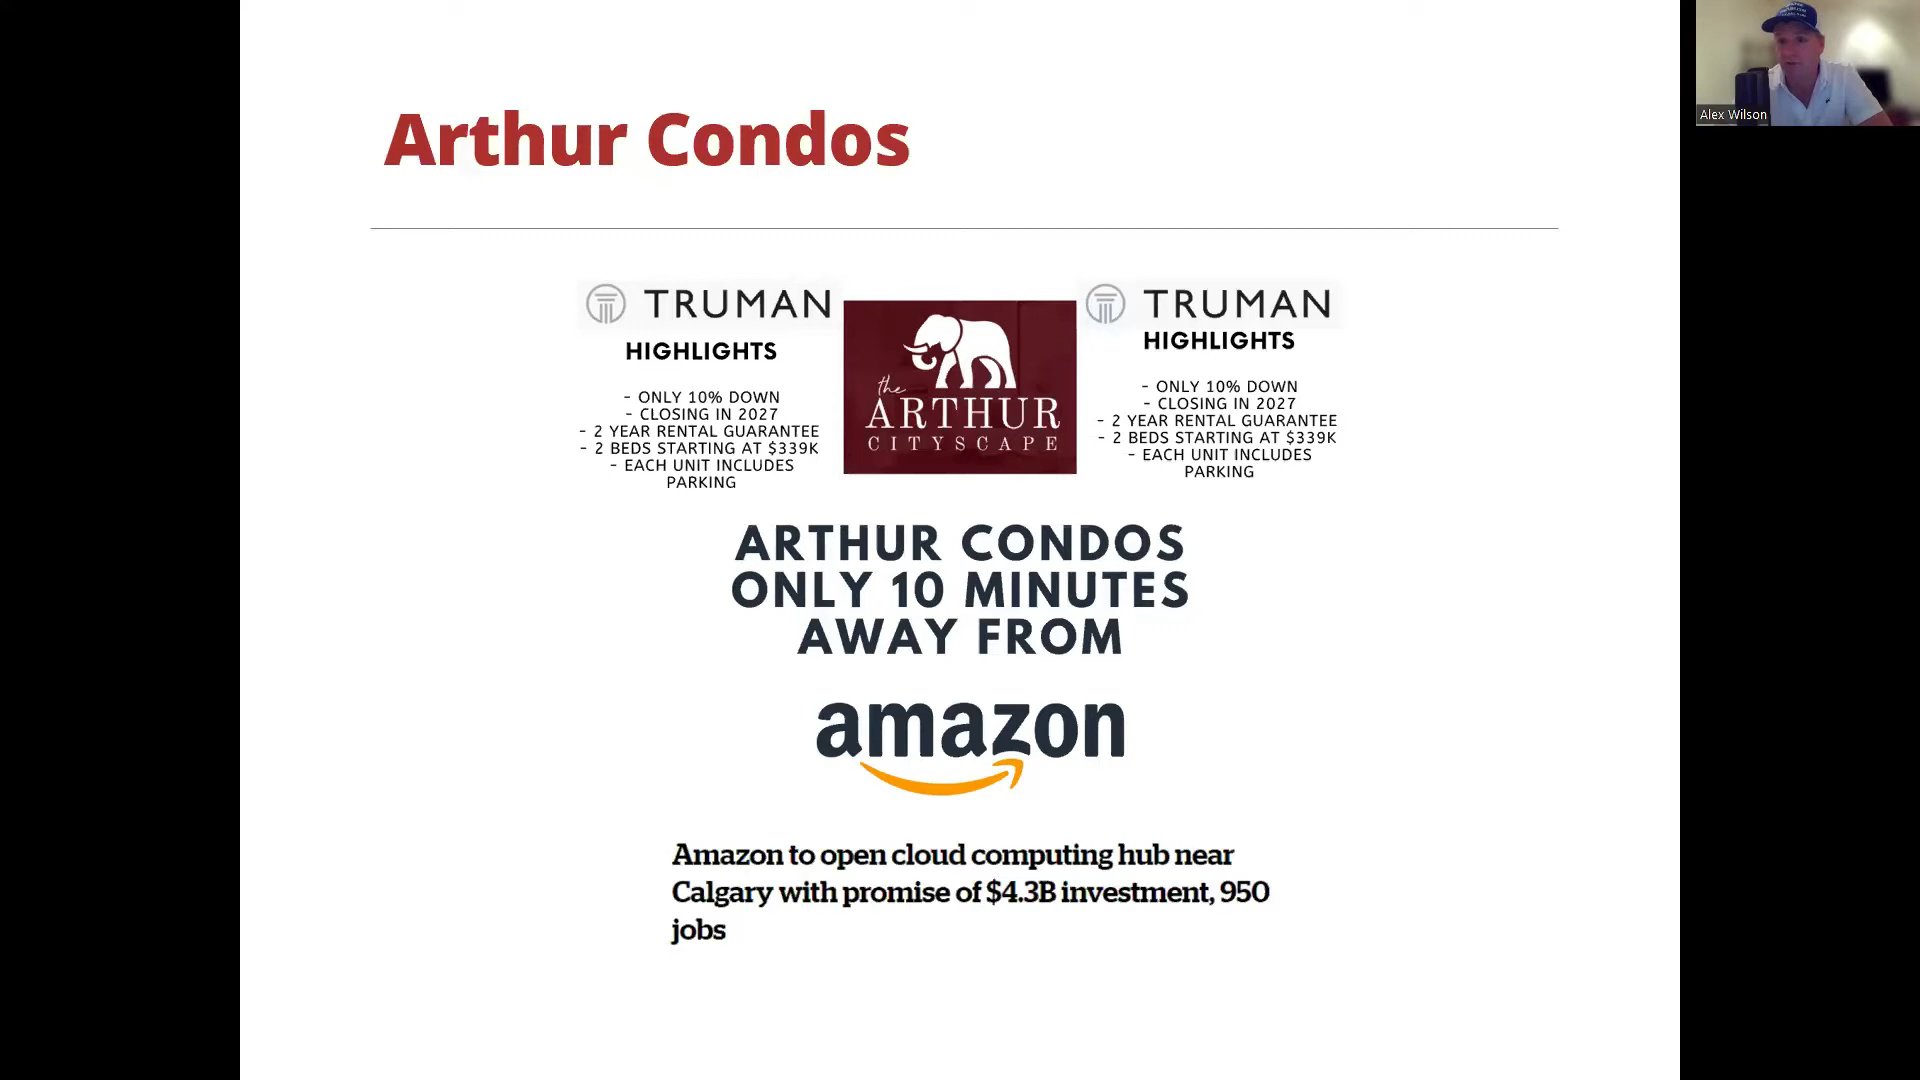 Arthur Condos
TRUMAN
HIGHLIGHTS
- ONLY 10% DOWN
- CLOSING IN 2027
- 2 YEAR RENTAL GUARANTEE
- 2 BEDS STARTING AT $339K
- EACH UNIT INCLUDES
PARKING
the
ARTHUR
CITYSCAPE
TRUMAN
HIGHLIGHTS
- ONLY 10% DOWN
- CLOSING IN 2027
- 2 YEAR RENTAL GUARANTEE
- 2 BEDS STARTING AT $339K
- EACH UNIT INCLUDES
PARKING
ARTHUR CONDOS
ONLY 10 MINUTES
AWAY FROM
amazon
Amazon to open cloud computing hub near
Calgary with promise of $4.3B investment, 950
jobs
Alex Wilson